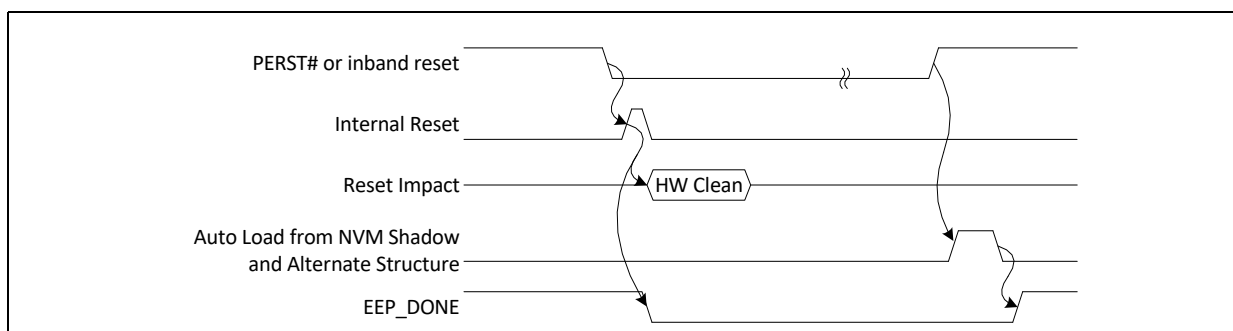 PERST# or inband reset
Internal Reset
Reset Impact
HW Clean
Auto Load from NVM Shadow
and Alternate Structure
EEP_DONE